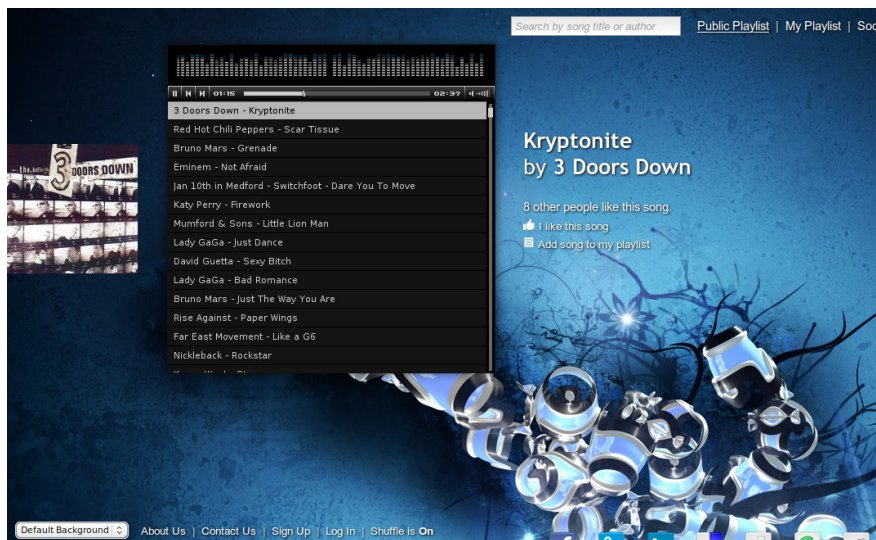 Search by song title or author
Public Playlist | My Playlist | Soc
01:15 02:37
3 Doors Down - Kryptonite
Red Hot Chili Peppers - Scar Tissue
Bruno Mars - Grenade
Eminem - Not Afraid
Jan 10th in Medford - Switchfoot - Dare You To Move
Katy Perry - Firework
Mumford & Sons - Little Lion Man
Lady GaGa - Just Dance
David Guetta - Sexy Bitch
Lady GaGa - Bad Romance
Bruno Mars - Just The Way You Are
Rise Against - Paper Wings
Far East Movement - Like a G6
Nickleback - Rockstar
3 DOORS DOWN
Kryptonite
by 3 Doors Down
8 other people like this song.
I like this song
Add song to my playlist
Default Background
About Us | Contact Us | Sign Up | Log In | Shuffle is On